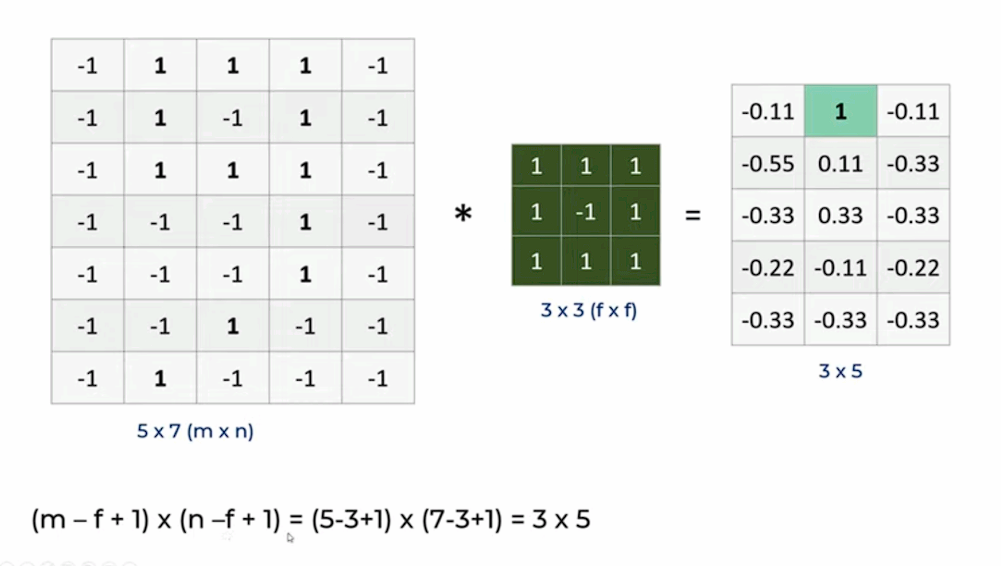 -1 1 1 1 -1
-1 1 -1 1 -1
-1 1 1 1 -1
-1 -1 -1 1 -1
-1 -1 -1 1 -1
-1 -1 1 -1 -1
-1 1 -1 -1 -1
5 x 7 (m x n)
*
1 1 1
1 -1 1
1 1 1
3 x 3 (f x f)
=
-0.11 1 -0.11
-0.55 0.11 -0.33
-0.33 0.33 -0.33
-0.22 -0.11 -0.22
-0.33 -0.33 -0.33
3 x 5
(m – f + 1) x (n –f + 1) = (5-3+1) x (7-3+1) = 3 x 5